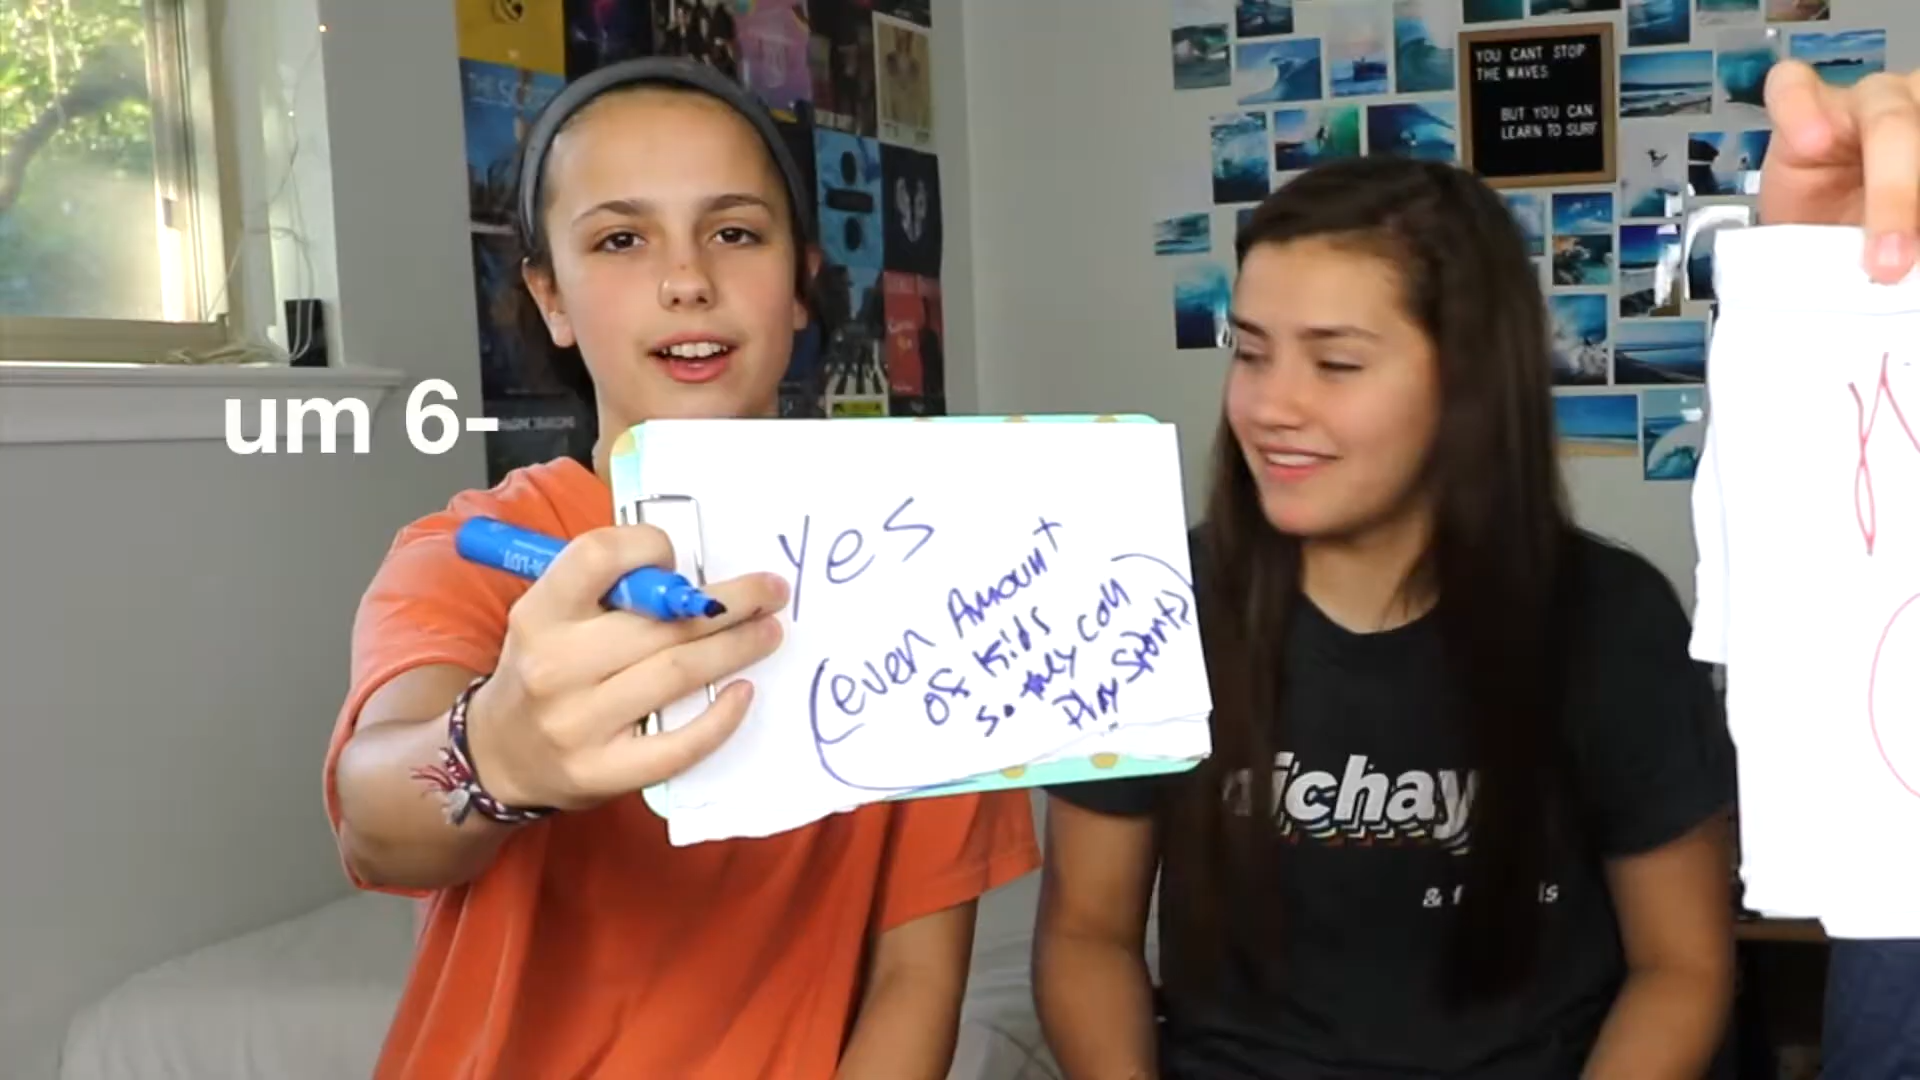 YOU CANT STOP
THE WAVES
BUT YOU CAN
LEARN TO SURF
um 6-
yes
(even Amount
of kids
so they can
Play Sports)
ichay
&